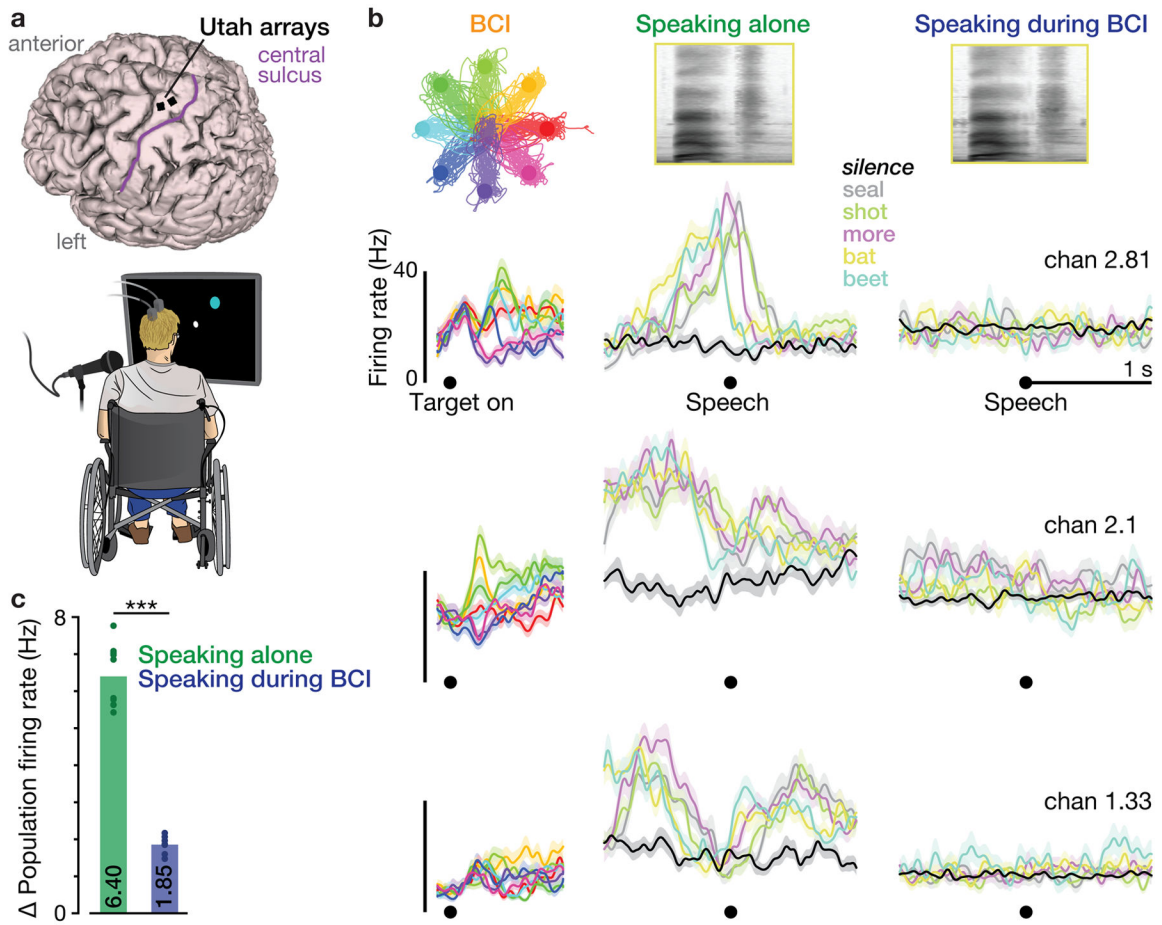 a
Utah arrays
anterior
central
sulcus
left
b
BCI
Speaking alone
Speaking during BCI
silence
seal
shot
more
bat
beet
Firing rate (Hz)
40
0
chan 2.81
1 s
Target on
Speech
Speech
chan 2.1
chan 1.33
c
Δ Population firing rate (Hz)
8
0
***
Speaking alone
Speaking during BCI
6.40
1.85